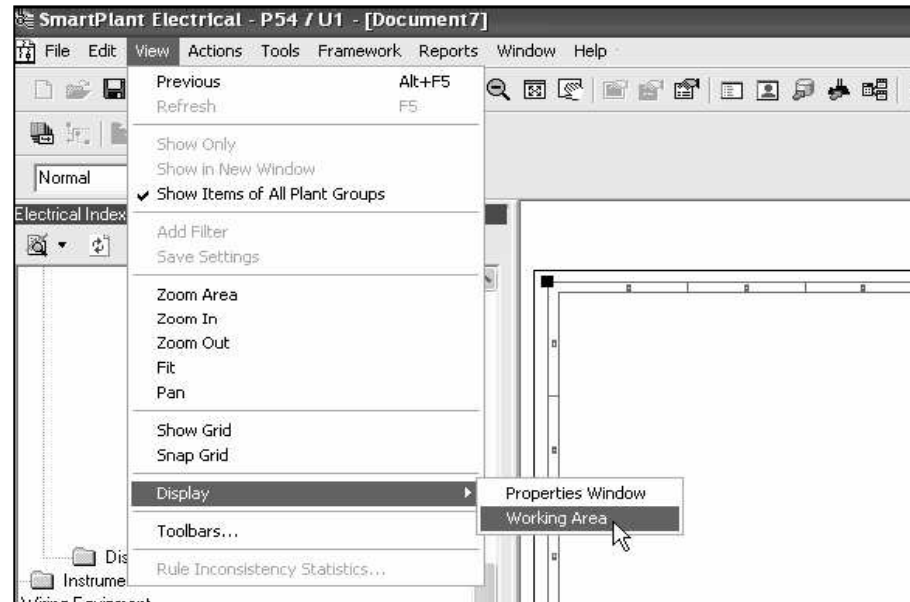 SmartPlant Electrical - P54 / U1 - [Document7]
File Edit View Actions Tools Framework Reports Window Help
Previous Alt+F5
Refresh F5
Show Only
Show in New Window
Normal
Show Items of All Plant Groups
Electrical Index
Add Filter
Save Settings
Zoom Area
Zoom In
Zoom Out
Fit
Pan
Show Grid
Snap Grid
Display
Properties Window
Working Area
Toolbars...
Dis
Rule Inconsistency Statistics...
Instrume